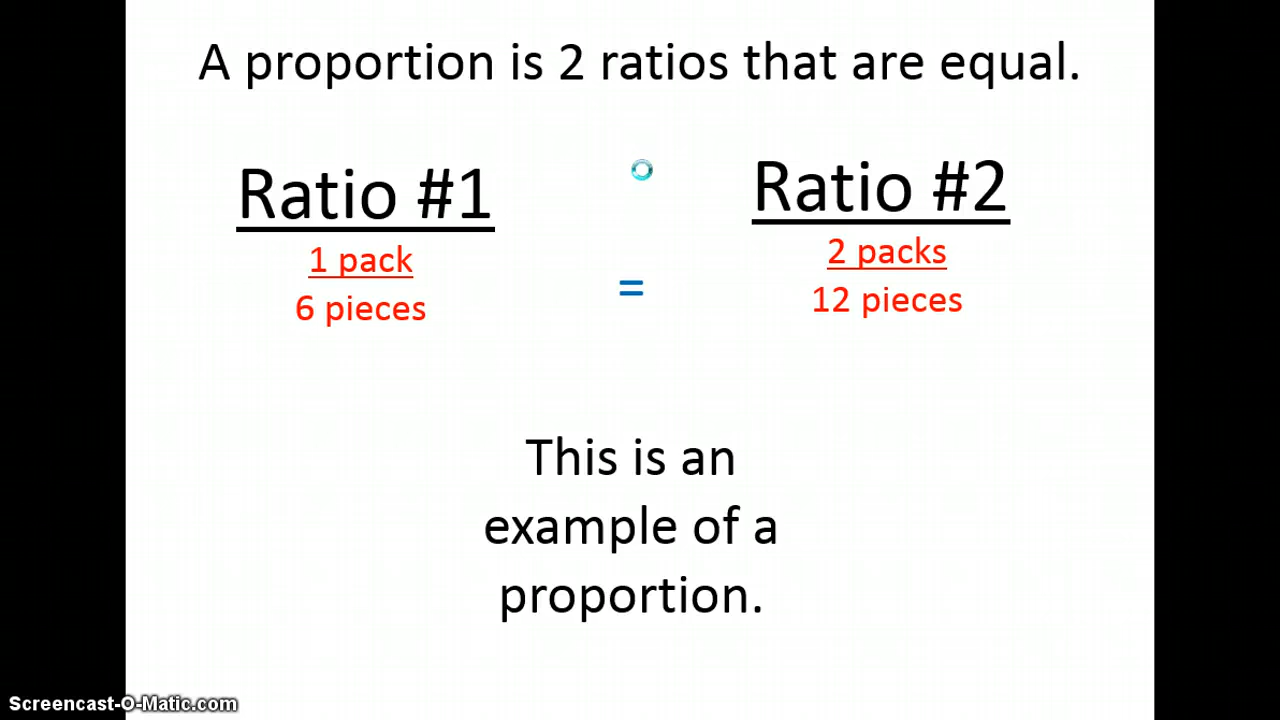 A proportion is 2 ratios that are equal.
Ratio #1
1 pack
6 pieces
=
Ratio #2
2 packs
12 pieces
This is an
example of a
proportion.
Screencast-O-Matic.com